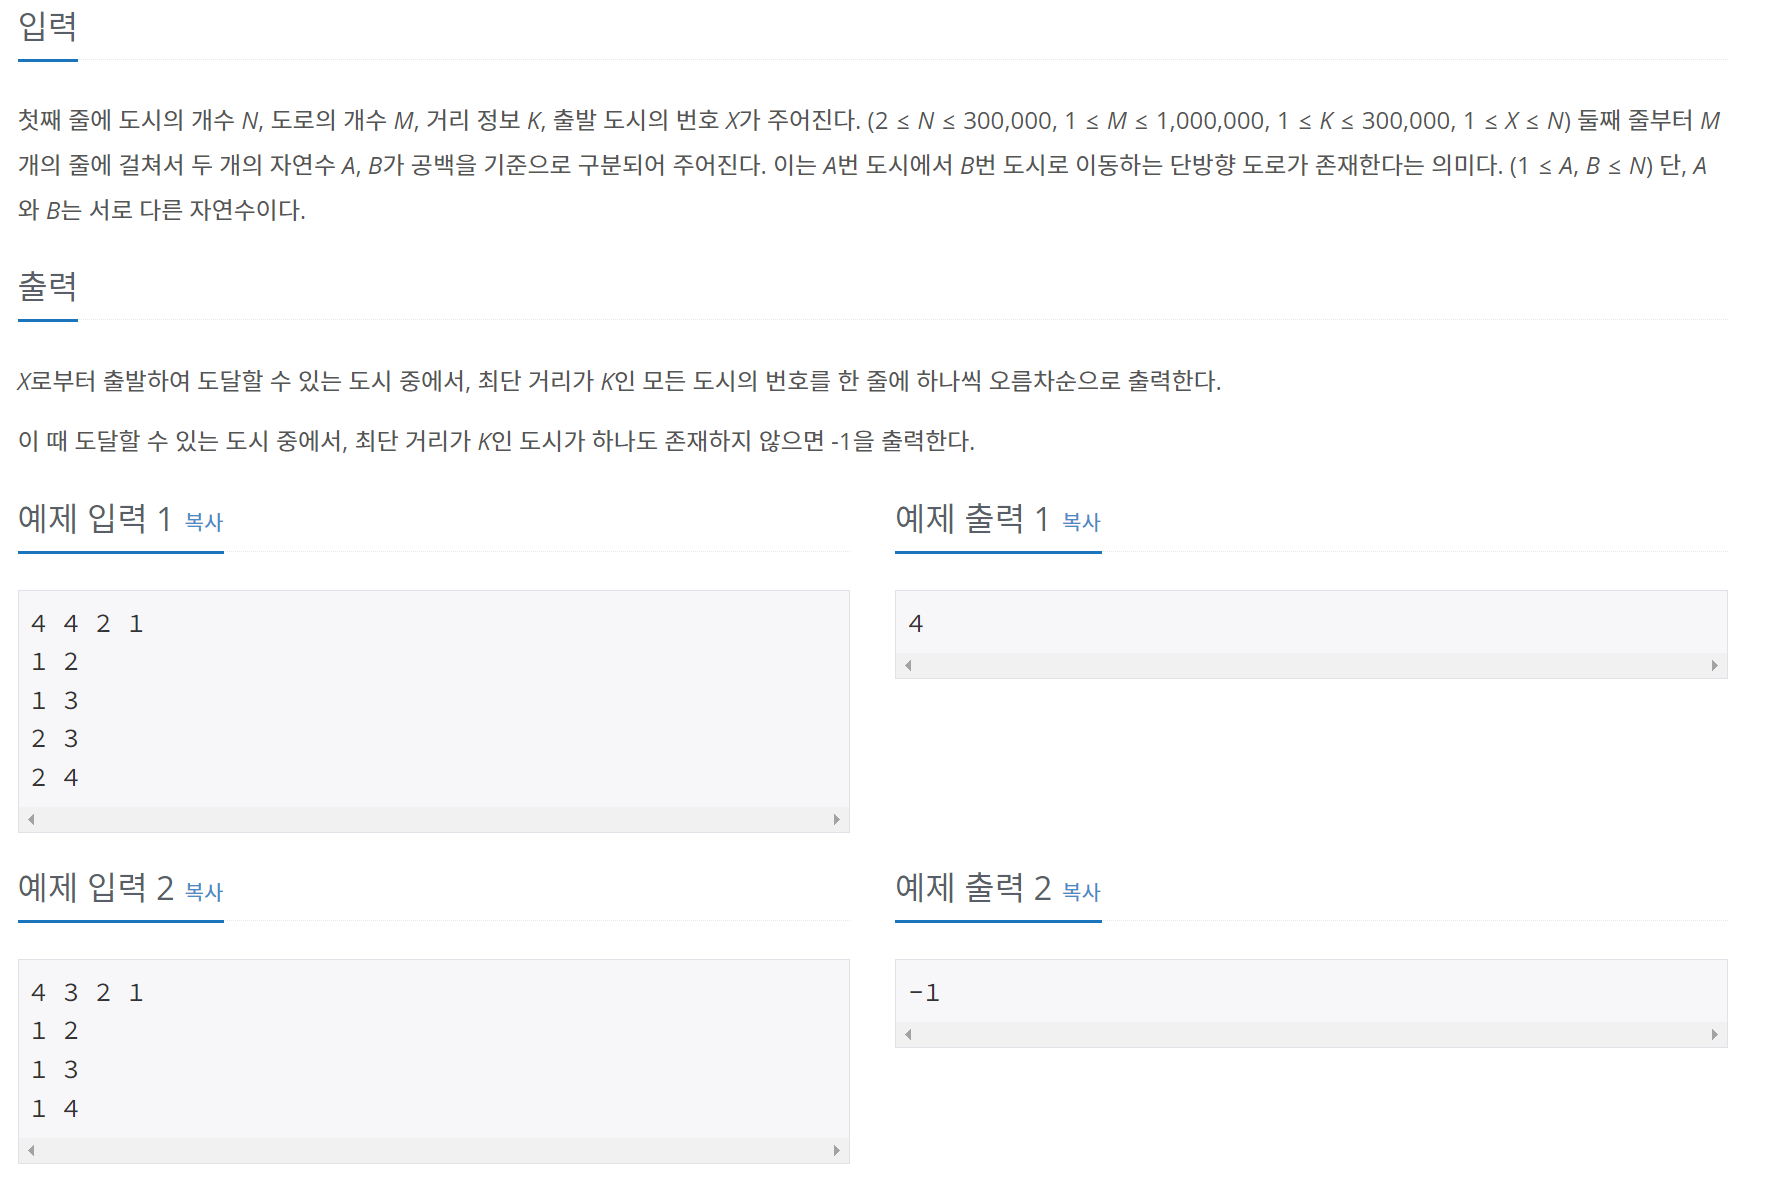 입력
첫째 줄에 도시의 개수 N, 도로의 개수 M, 거리 정보 K, 출발 도시의 번호 X가 주어진다. (2 ≤ N ≤ 300,000, 1 ≤ M ≤ 1,000,000, 1 ≤ K ≤ 300,000, 1 ≤ X ≤ N) 둘째 줄부터 M
개의 줄에 걸쳐서 두 개의 자연수 A, B가 공백을 기준으로 구분되어 주어진다. 이는 A번 도시에서 B번 도시로 이동하는 단방향 도로가 존재한다는 의미다. (1 ≤ A, B ≤ N) 단, A
와 B는 서로 다른 자연수이다.
출력
X로부터 출발하여 도달할 수 있는 도시 중에서, 최단 거리가 K인 모든 도시의 번호를 한 줄에 하나씩 오름차순으로 출력한다.
이 때 도달할 수 있는 도시 중에서, 최단 거리가 K인 도시가 하나도 존재하지 않으면 -1을 출력한다.
예제 입력 1 복사
4 4 2 1
1 2
1 3
2 3
2 4
예제 출력 1 복사
4
예제 입력 2 복사
4 3 2 1
1 2
1 3
1 4
예제 출력 2 복사
-1